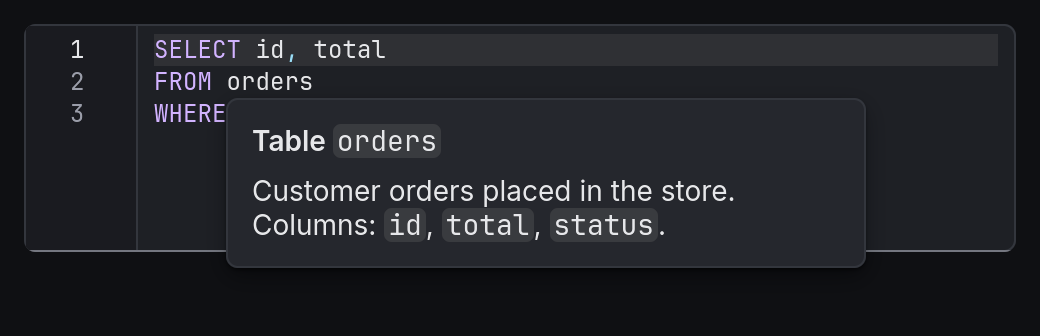 1 SELECT id, total
2 FROM orders
3 WHERE
Table orders
Customer orders placed in the store.
Columns: id, total, status.